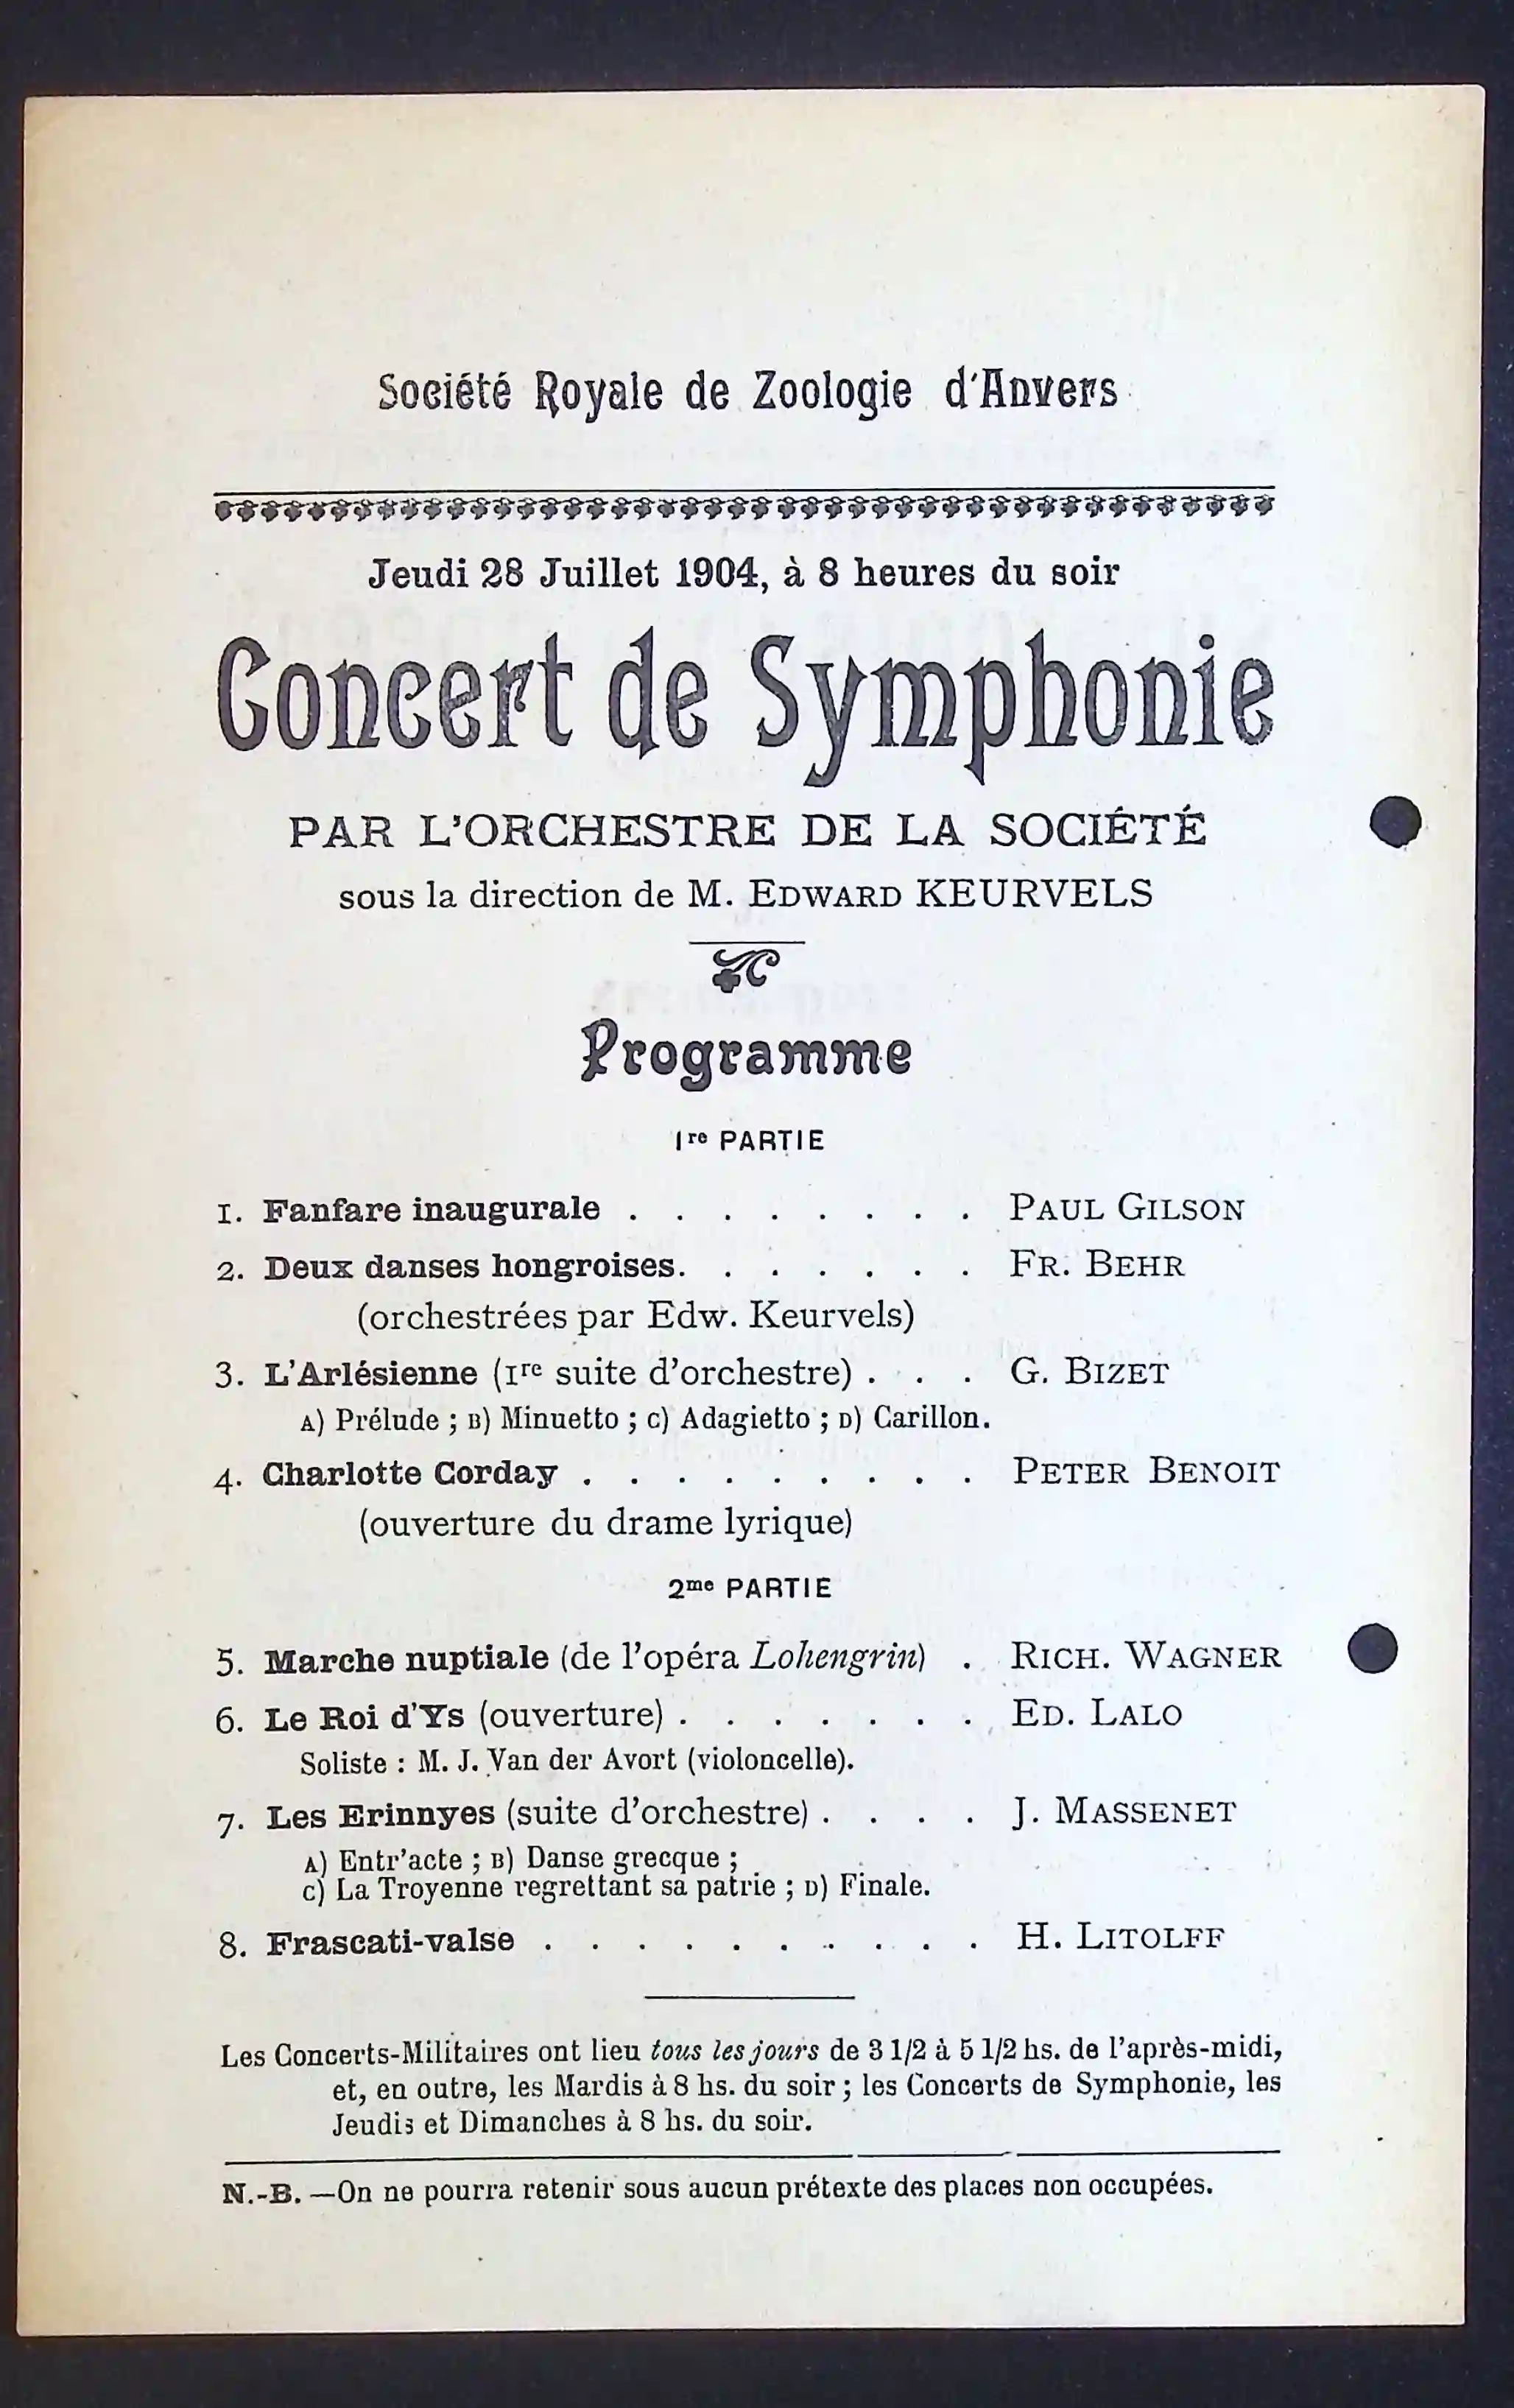 Société Royale de Zoologie d'Anvers
Jeudi 28 Juillet 1904, à 8 heures du soir
Concert de Symphonie
PAR L'ORCHESTRE DE LA SOCIÉTÉ
sous la direction de M. EDWARD KEURVELS
Programme
1re PARTIE
1. Fanfare inaugurale . . . . . . . . PAUL GILSON
2. Deux danses hongroises. . . . . . . FR. BEHR
(orchestrées par Edw. Keurvels)
3. L'Arlésienne (1re suite d'orchestre) . . . G. BIZET
A) Prélude ; B) Minuetto ; C) Adagietto ; D) Carillon.
4. Charlotte Corday . . . . . . . . . PETER BENOIT
(ouverture du drame lyrique)
2me PARTIE
5. Marche nuptiale (de l'opéra Lohengrin) . RICH. WAGNER
6. Le Roi d'Ys (ouverture) . . . . . . . ED. LALO
Soliste : M. J. Van der Avort (violoncelle).
7. Les Erinnyes (suite d'orchestre) . . . . J. MASSENET
A) Entr'acte ; B) Danse grecque ;
C) La Troyenne regrettant sa patrie ; D) Finale.
8. Frascati-valse . . . . . . . . . . H. LITOLFF
Les Concerts-Militaires ont lieu tous les jours de 3 1/2 à 5 1/2 hs. de l'après-midi,
et, en outre, les Mardis à 8 hs. du soir ; les Concerts de Symphonie, les
Jeudis et Dimanches à 8 hs. du soir.
N.-B. —On ne pourra retenir sous aucun prétexte des places non occupées.